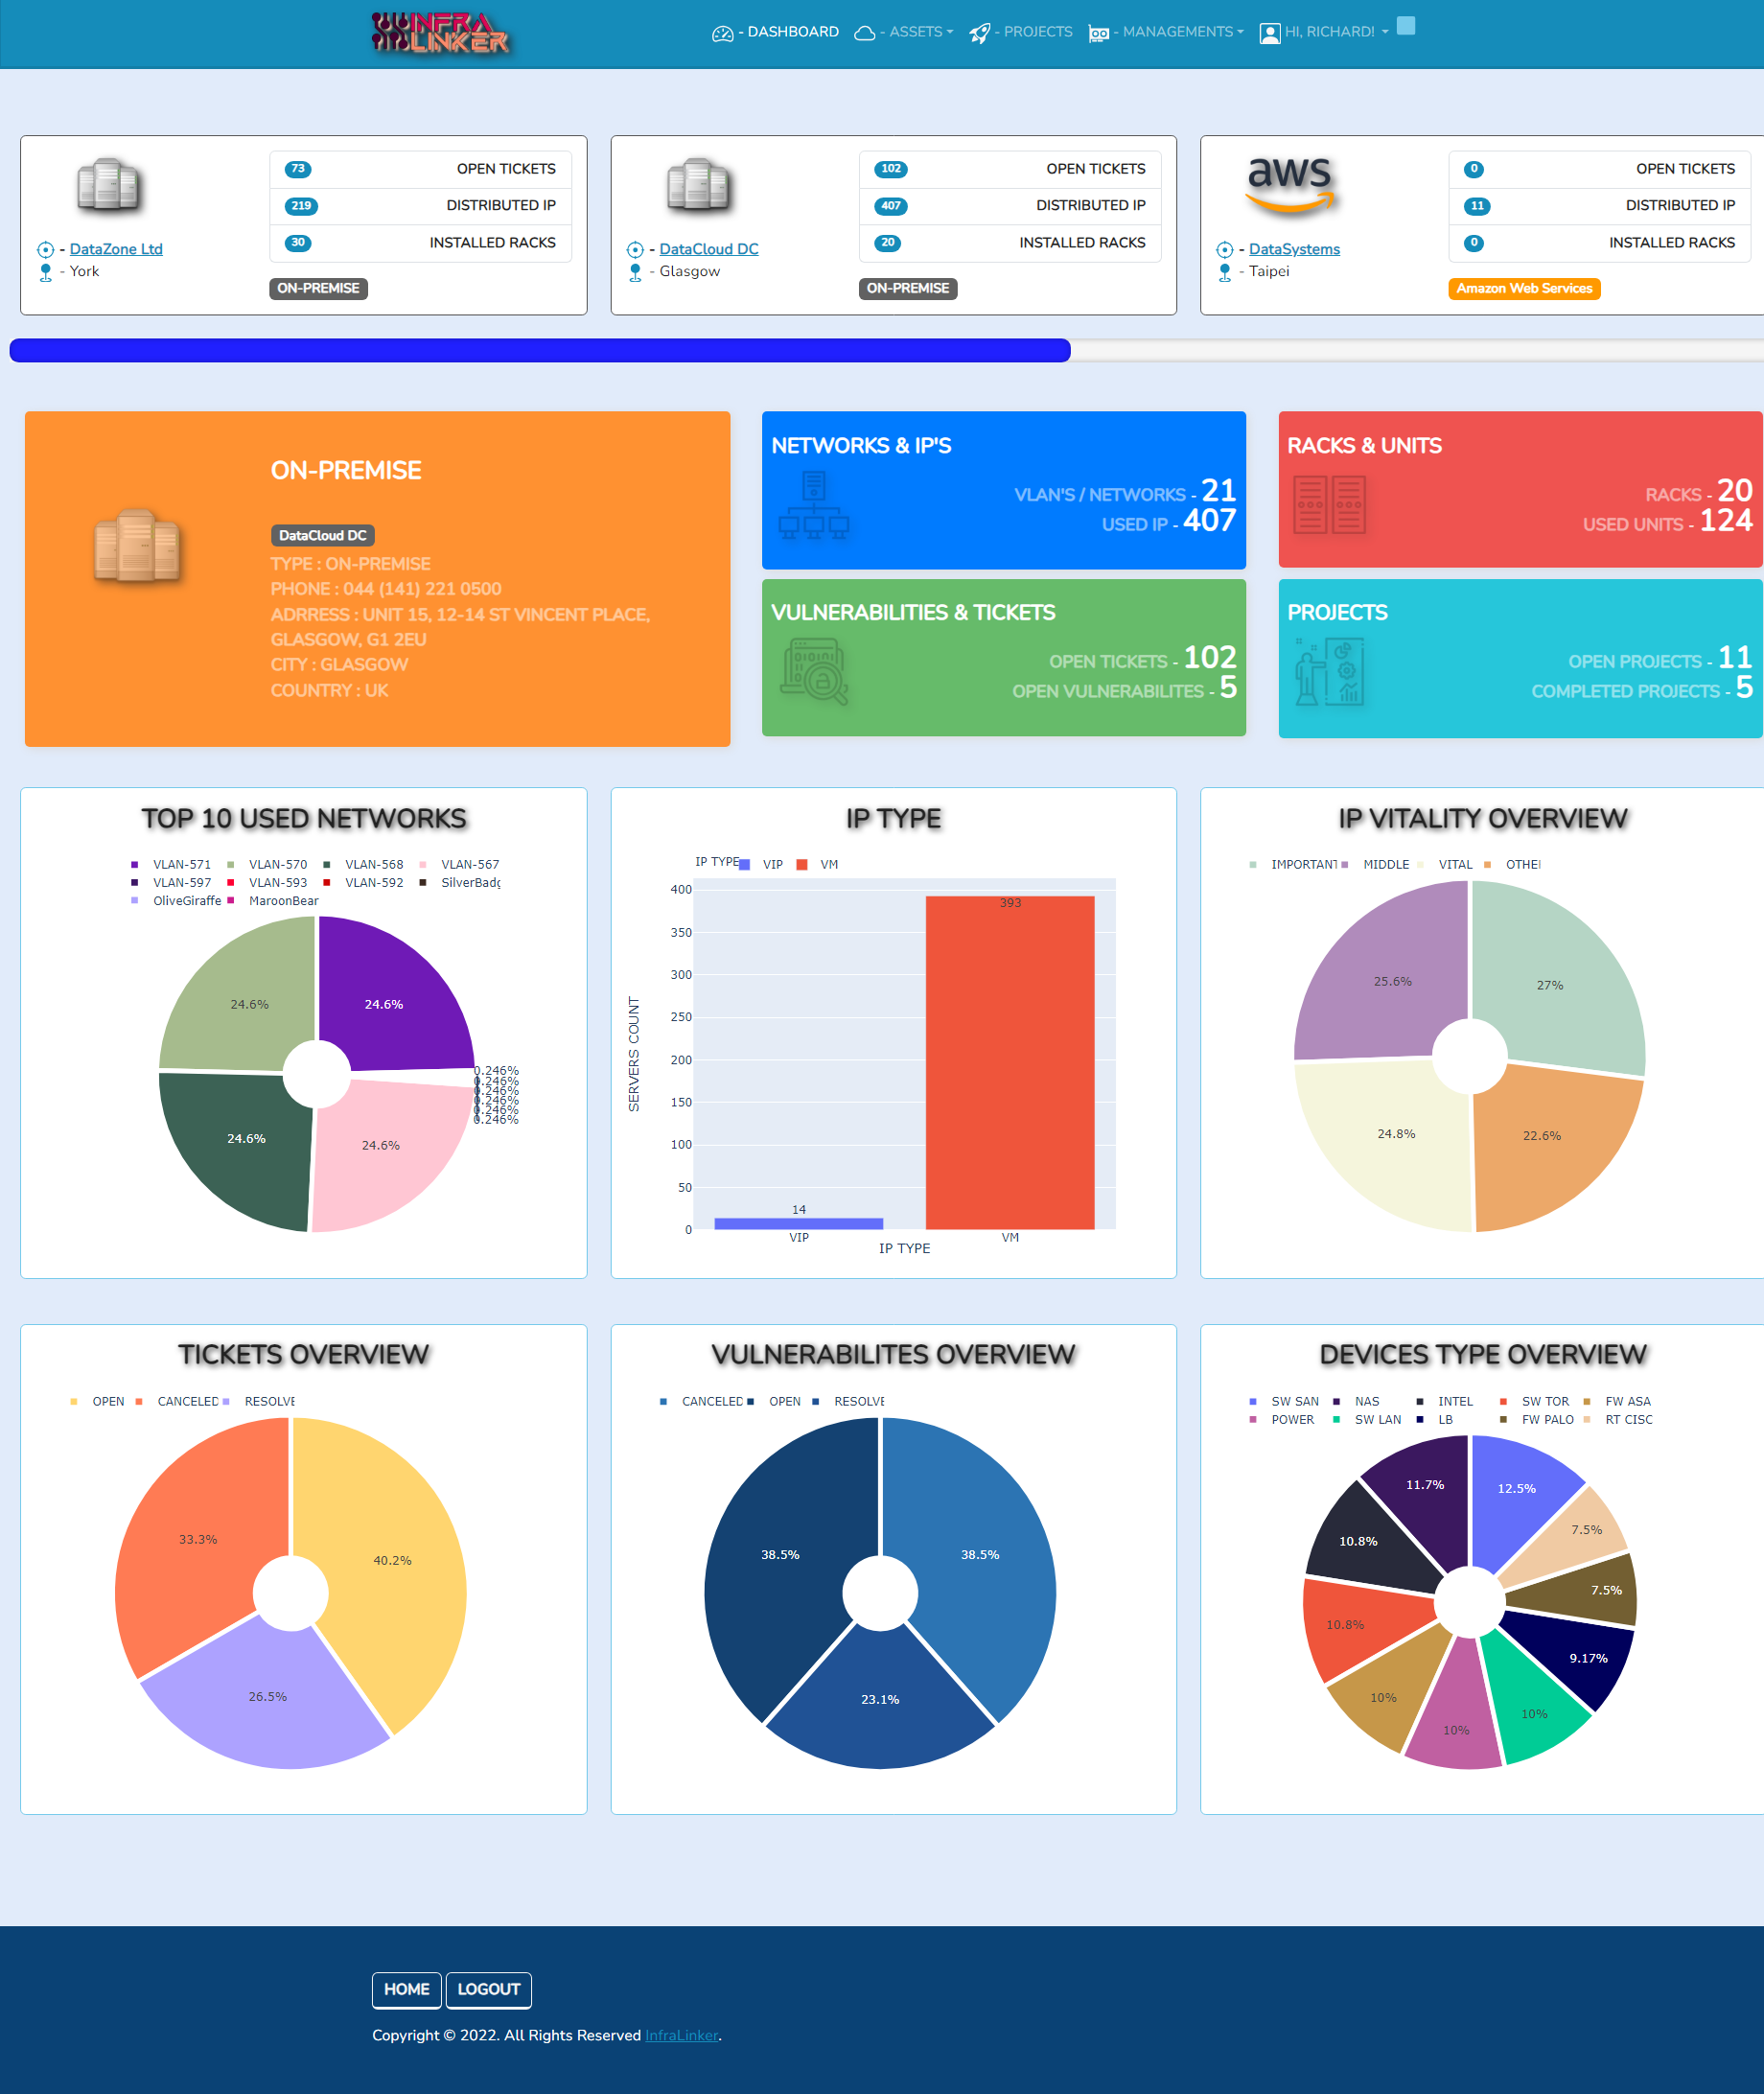 INFRA
LINKER
- DASHBOARD
- ASSETS
- PROJECTS
- MANAGEMENTS
HI, RICHARD!
73 OPEN TICKETS
219 DISTRIBUTED IP
30 INSTALLED RACKS
- DataZone Ltd
- York
ON-PREMISE
102 OPEN TICKETS
407 DISTRIBUTED IP
20 INSTALLED RACKS
- DataCloud DC
- Glasgow
ON-PREMISE
aws
0 OPEN TICKETS
11 DISTRIBUTED IP
0 INSTALLED RACKS
- DataSystems
- Taipei
Amazon Web Services
ON-PREMISE
DataCloud DC
TYPE : ON-PREMISE
PHONE : 044 (141) 221 0500
ADRRESS : UNIT 15, 12-14 ST VINCENT PLACE,
GLASGOW, G1 2EU
CITY : GLASGOW
COUNTRY : UK
NETWORKS & IP'S
VLAN'S / NETWORKS - 21
USED IP - 407
RACKS & UNITS
RACKS - 20
USED UNITS - 124
VULNERABILITIES & TICKETS
OPEN TICKETS - 102
OPEN VULNERABILITES - 5
PROJECTS
OPEN PROJECTS - 11
COMPLETED PROJECTS - 5
TOP 10 USED NETWORKS
VLAN-571 VLAN-570 VLAN-568 VLAN-567
VLAN-597 VLAN-593 VLAN-592 SilverBadg
OliveGiraffe MaroonBear
24.6%
24.6%
0.246%
0.246%
0.246%
0.246%
0.246%
0.246%
24.6%
24.6%
IP TYPE
IP TYPE VIP VM
400
350
300
250
200
150
100
50
0
SERVERS COUNT
393
14
VIP VM
IP TYPE
IP VITALITY OVERVIEW
IMPORTANT MIDDLE VITAL OTHE
25.6%
27%
24.8%
22.6%
TICKETS OVERVIEW
OPEN CANCELED RESOLVE
33.3%
40.2%
26.5%
VULNERABILITES OVERVIEW
CANCELED OPEN RESOLVE
38.5%
38.5%
23.1%
DEVICES TYPE OVERVIEW
SW SAN NAS INTEL SW TOR FW ASA
POWER SW LAN LB FW PALO RT CISC
11.7%
12.5%
7.5%
10.8%
7.5%
10.8%
9.17%
10%
10%
10%
HOME LOGOUT
Copyright © 2022. All Rights Reserved InfraLinker.